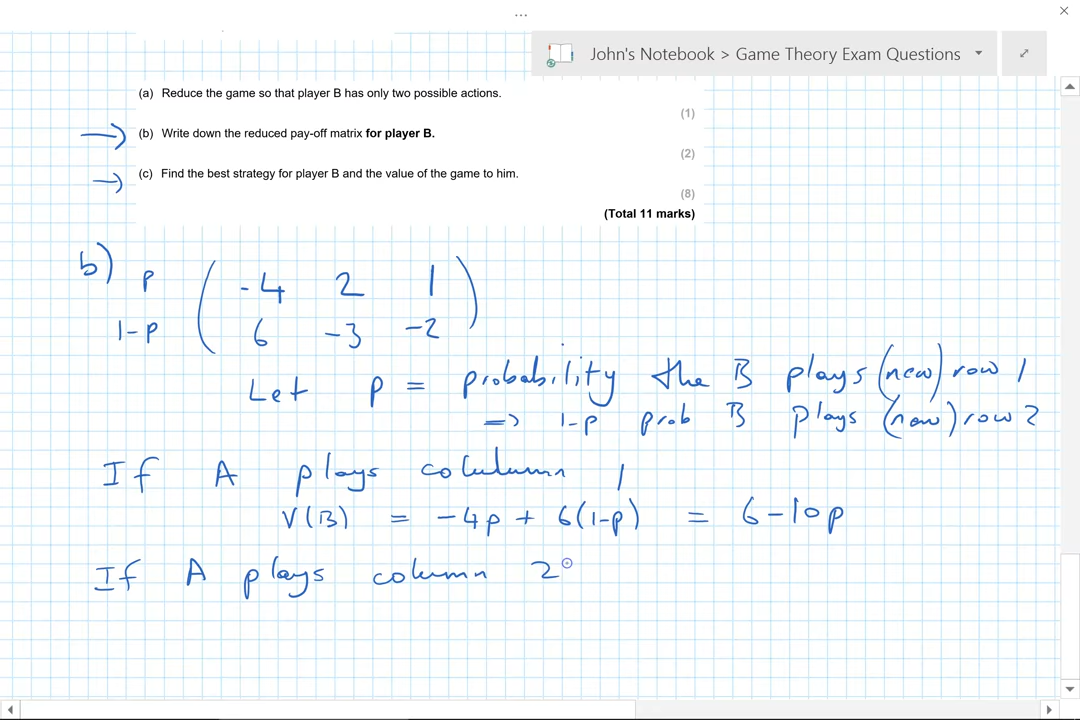 ...
John's Notebook > Game Theory Exam Questions
(a) Reduce the game so that player B has only two possible actions.
(1)
(b) Write down the reduced pay-off matrix for player B.
(2)
(c) Find the best strategy for player B and the value of the game to him.
(8)
(Total 11 marks)
b)
p -4 2 1
1-p 6 -3 -2
Let p = probability the B plays (new) row 1
=> 1-p prob B plays (new) row 2
If A plays colulumn 1
V(B) = -4p + 6(1-p) = 6-10p
If A plays column 2